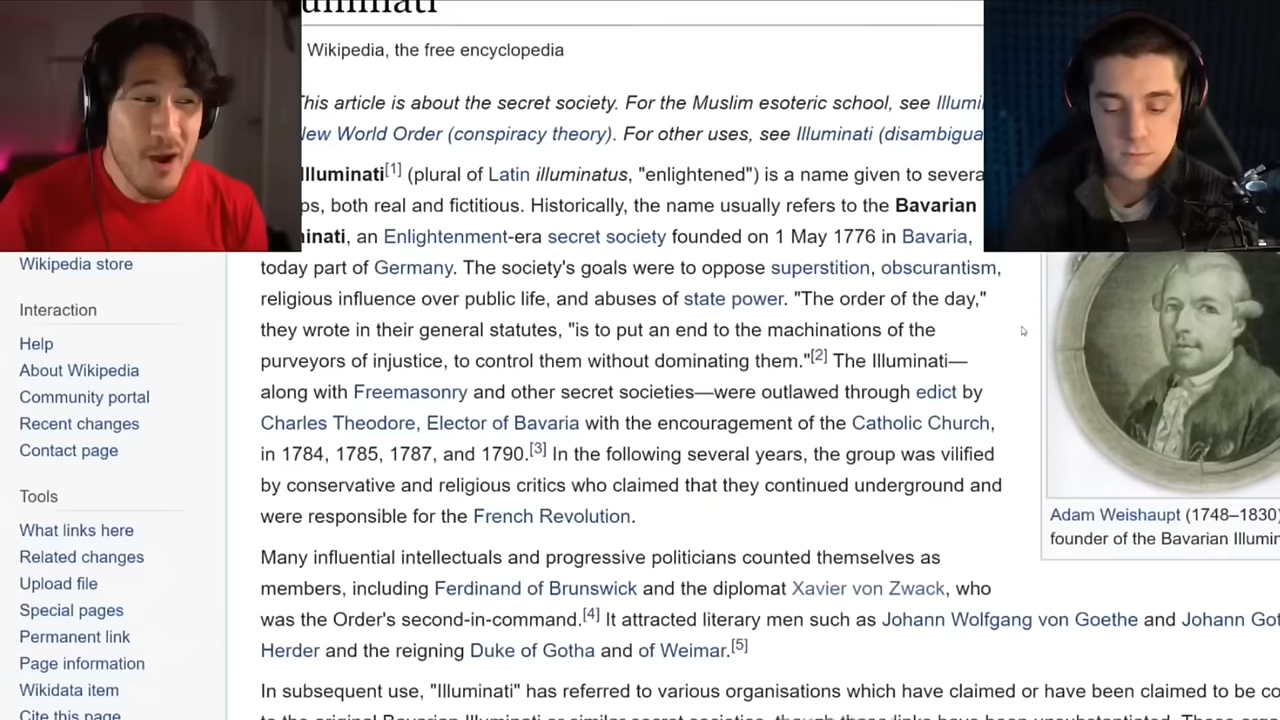 uminati
Wikipedia, the free encyclopedia
This article is about the secret society. For the Muslim esoteric school, see Illumi
New World Order (conspiracy theory). For other uses, see Illuminati (disambigua
lluminati[1] (plural of Latin illuminatus, "enlightened") is a name given to severa
ps, both real and fictitious. Historically, the name usually refers to the Bavarian
inati, an Enlightenment-era secret society founded on 1 May 1776 in Bavaria,
today part of Germany. The society's goals were to oppose superstition, obscurantism,
religious influence over public life, and abuses of state power. "The order of the day,"
they wrote in their general statutes, "is to put an end to the machinations of the
purveyors of injustice, to control them without dominating them."[2] The Illuminati—
along with Freemasonry and other secret societies—were outlawed through edict by
Charles Theodore, Elector of Bavaria with the encouragement of the Catholic Church,
in 1784, 1785, 1787, and 1790.[3] In the following several years, the group was vilified
by conservative and religious critics who claimed that they continued underground and
were responsible for the French Revolution.
Many influential intellectuals and progressive politicians counted themselves as
members, including Ferdinand of Brunswick and the diplomat Xavier von Zwack, who
was the Order's second-in-command.[4] It attracted literary men such as Johann Wolfgang von Goethe and Johann Got
Herder and the reigning Duke of Gotha and of Weimar.[5]
In subsequent use, "Illuminati" has referred to various organisations which have claimed or have been claimed to be co
Wikipedia store
Interaction
Help
About Wikipedia
Community portal
Recent changes
Contact page
Tools
What links here
Related changes
Upload file
Special pages
Permanent link
Page information
Wikidata item
Cite this page
Adam Weishaupt (1748–1830)
founder of the Bavarian Illumin